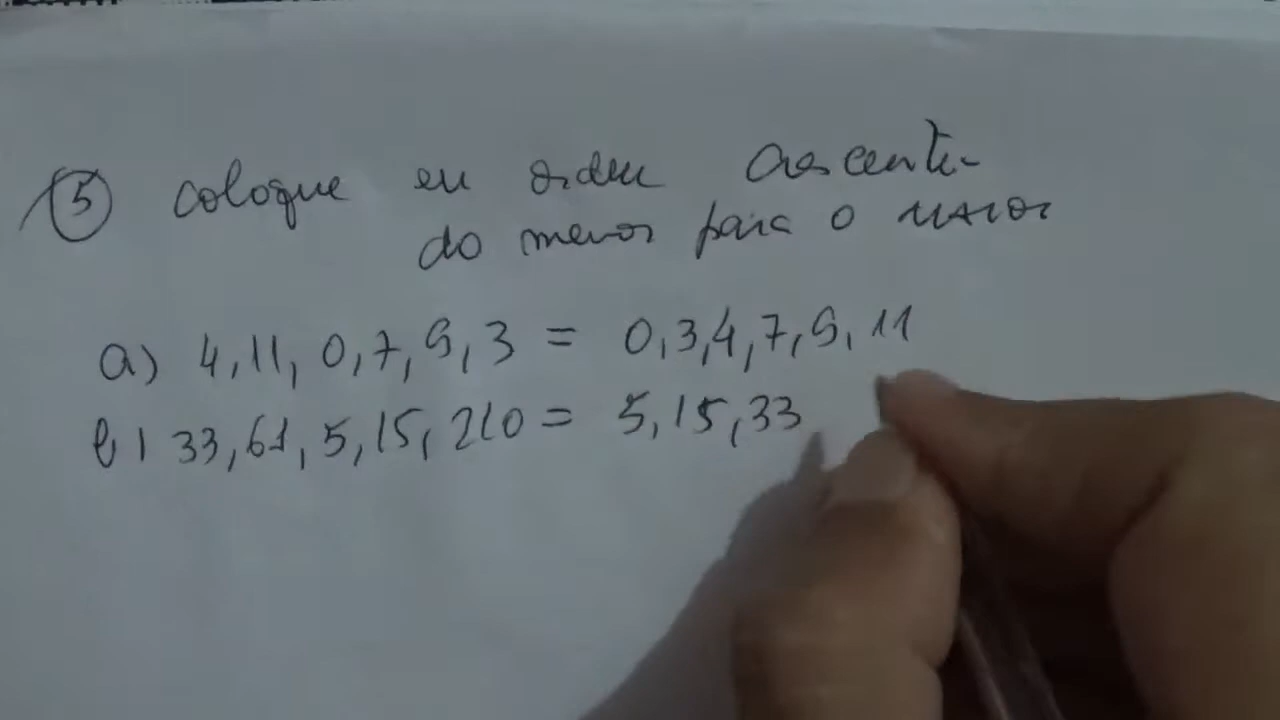 5 coloque em ordem crescente
do menor para o maior
a) 4, 11, 0, 7, 9, 3 = 0, 3, 4, 7, 9, 11
b) 33, 61, 5, 15, 210 = 5, 15, 33